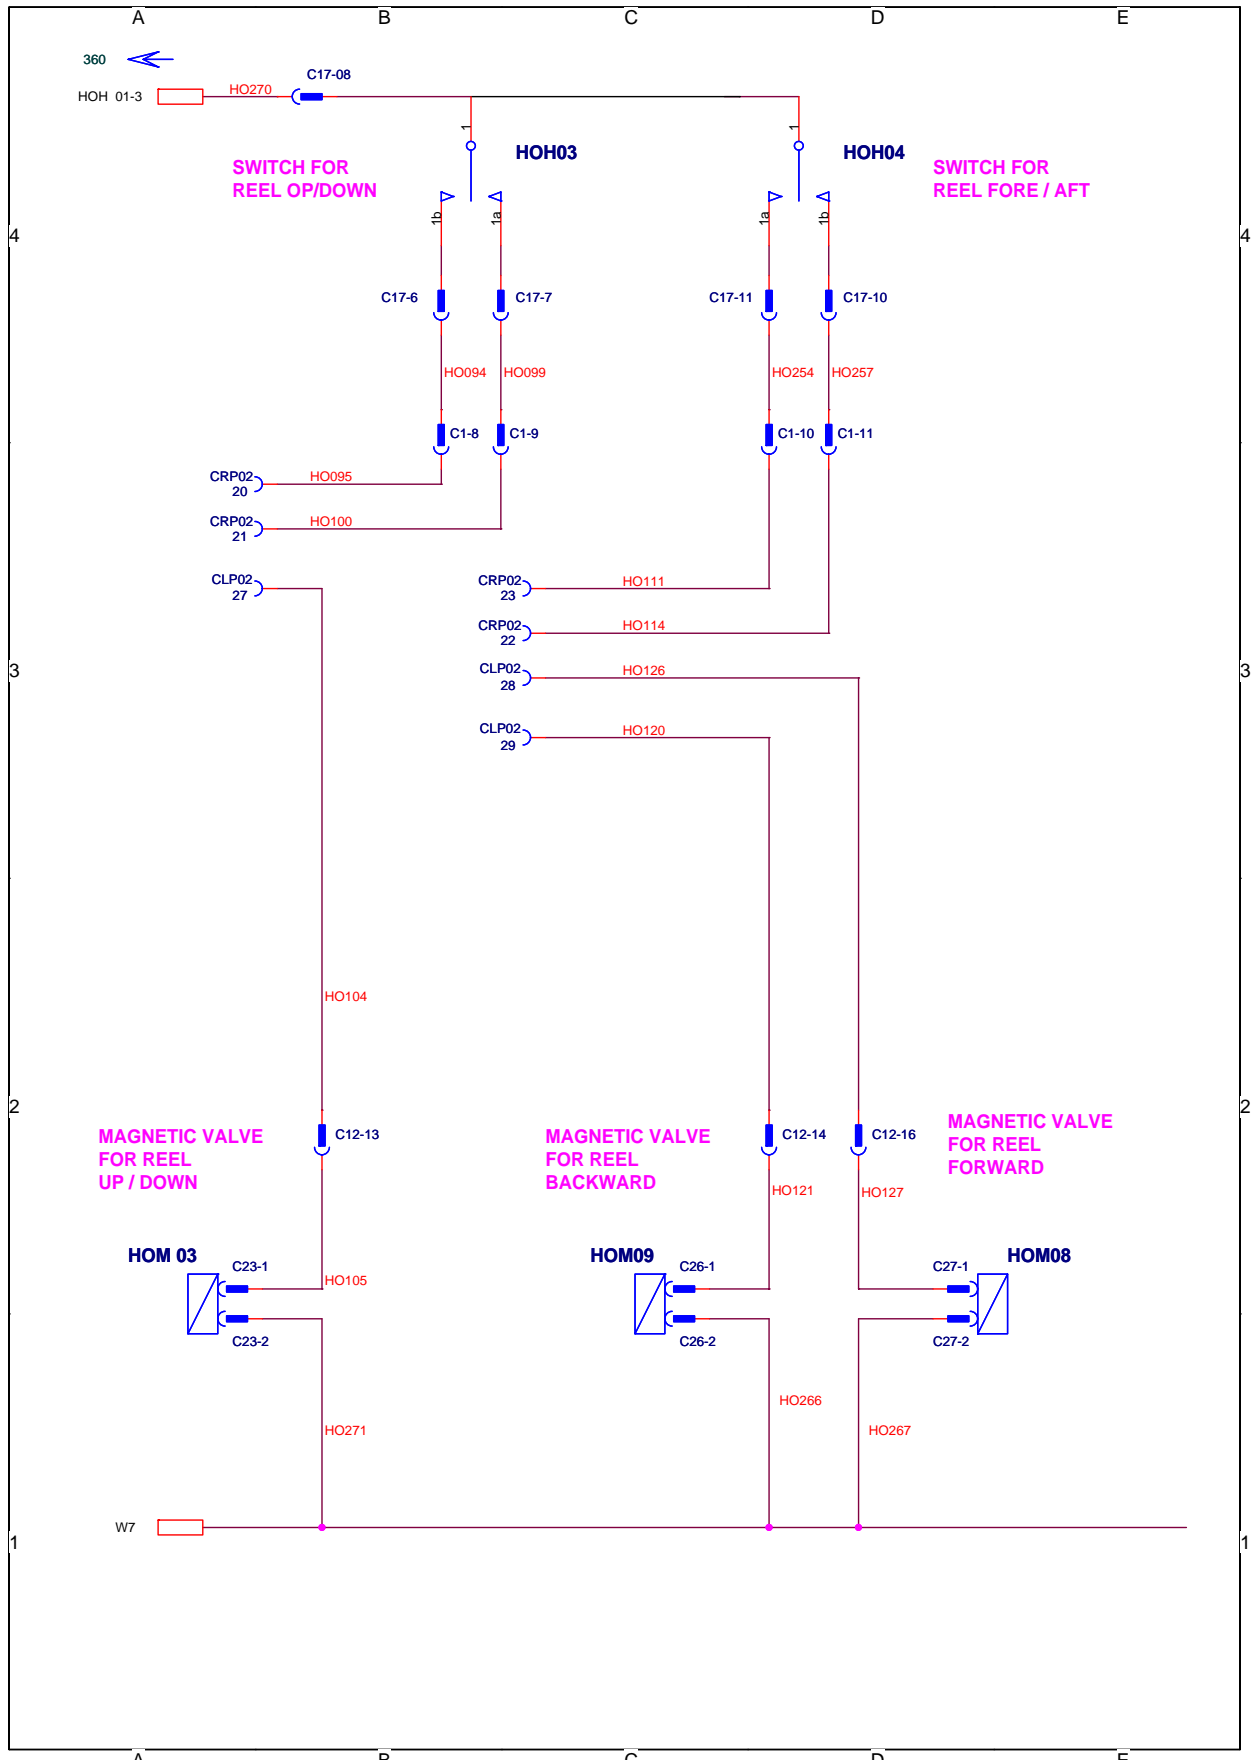 A B C D E
360
C17-08
HOH 01-3
HO270
1
1
HOH03
HOH04
SWITCH FOR
REEL OP/DOWN
SWITCH FOR
REEL FORE / AFT
1b
1a
1a
1b
4
4
C17-6
C17-7
C17-11
C17-10
HO094
HO099
HO254
HO257
C1-8
C1-9
C1-10
C1-11
CRP02
20
HO095
CRP02
21
HO100
CLP02
27
CRP02
23
HO111
CRP02
22
HO114
3
3
CLP02
28
HO126
CLP02
29
HO120
HO104
2
2
MAGNETIC VALVE
FOR REEL
UP / DOWN
C12-13
MAGNETIC VALVE
FOR REEL
BACKWARD
C12-14
C12-16
MAGNETIC VALVE
FOR REEL
FORWARD
HO121
HO127
HOM 03
C23-1
HO105
C23-2
HOM09
C26-1
C26-2
C27-1
C27-2
HOM08
HO271
HO266
HO267
W7
1
1
A B C D E